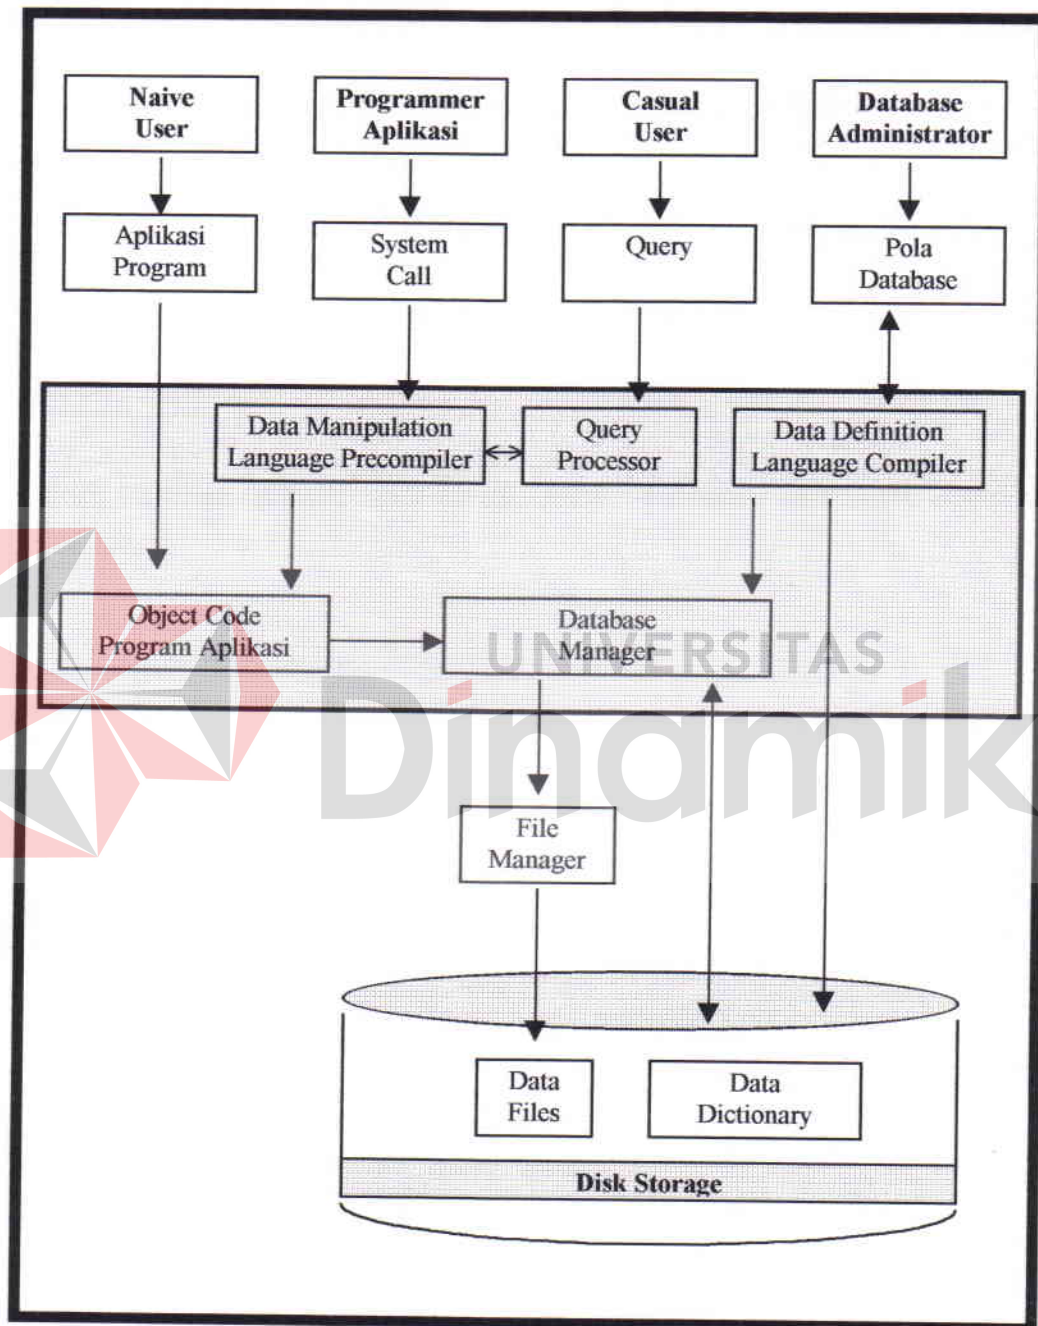 Naive
User
Programmer
Aplikasi
Casual
User
Database
Administrator
Aplikasi
Program
System
Call
Query
Pola
Database
Data Manipulation
Language Precompiler
Query
Processor
Data Definition
Language Compiler
Object Code
Program Aplikasi
Database
Manager
UNIVERSITAS
Dinamika
File
Manager
Data
Files
Data
Dictionary
Disk Storage